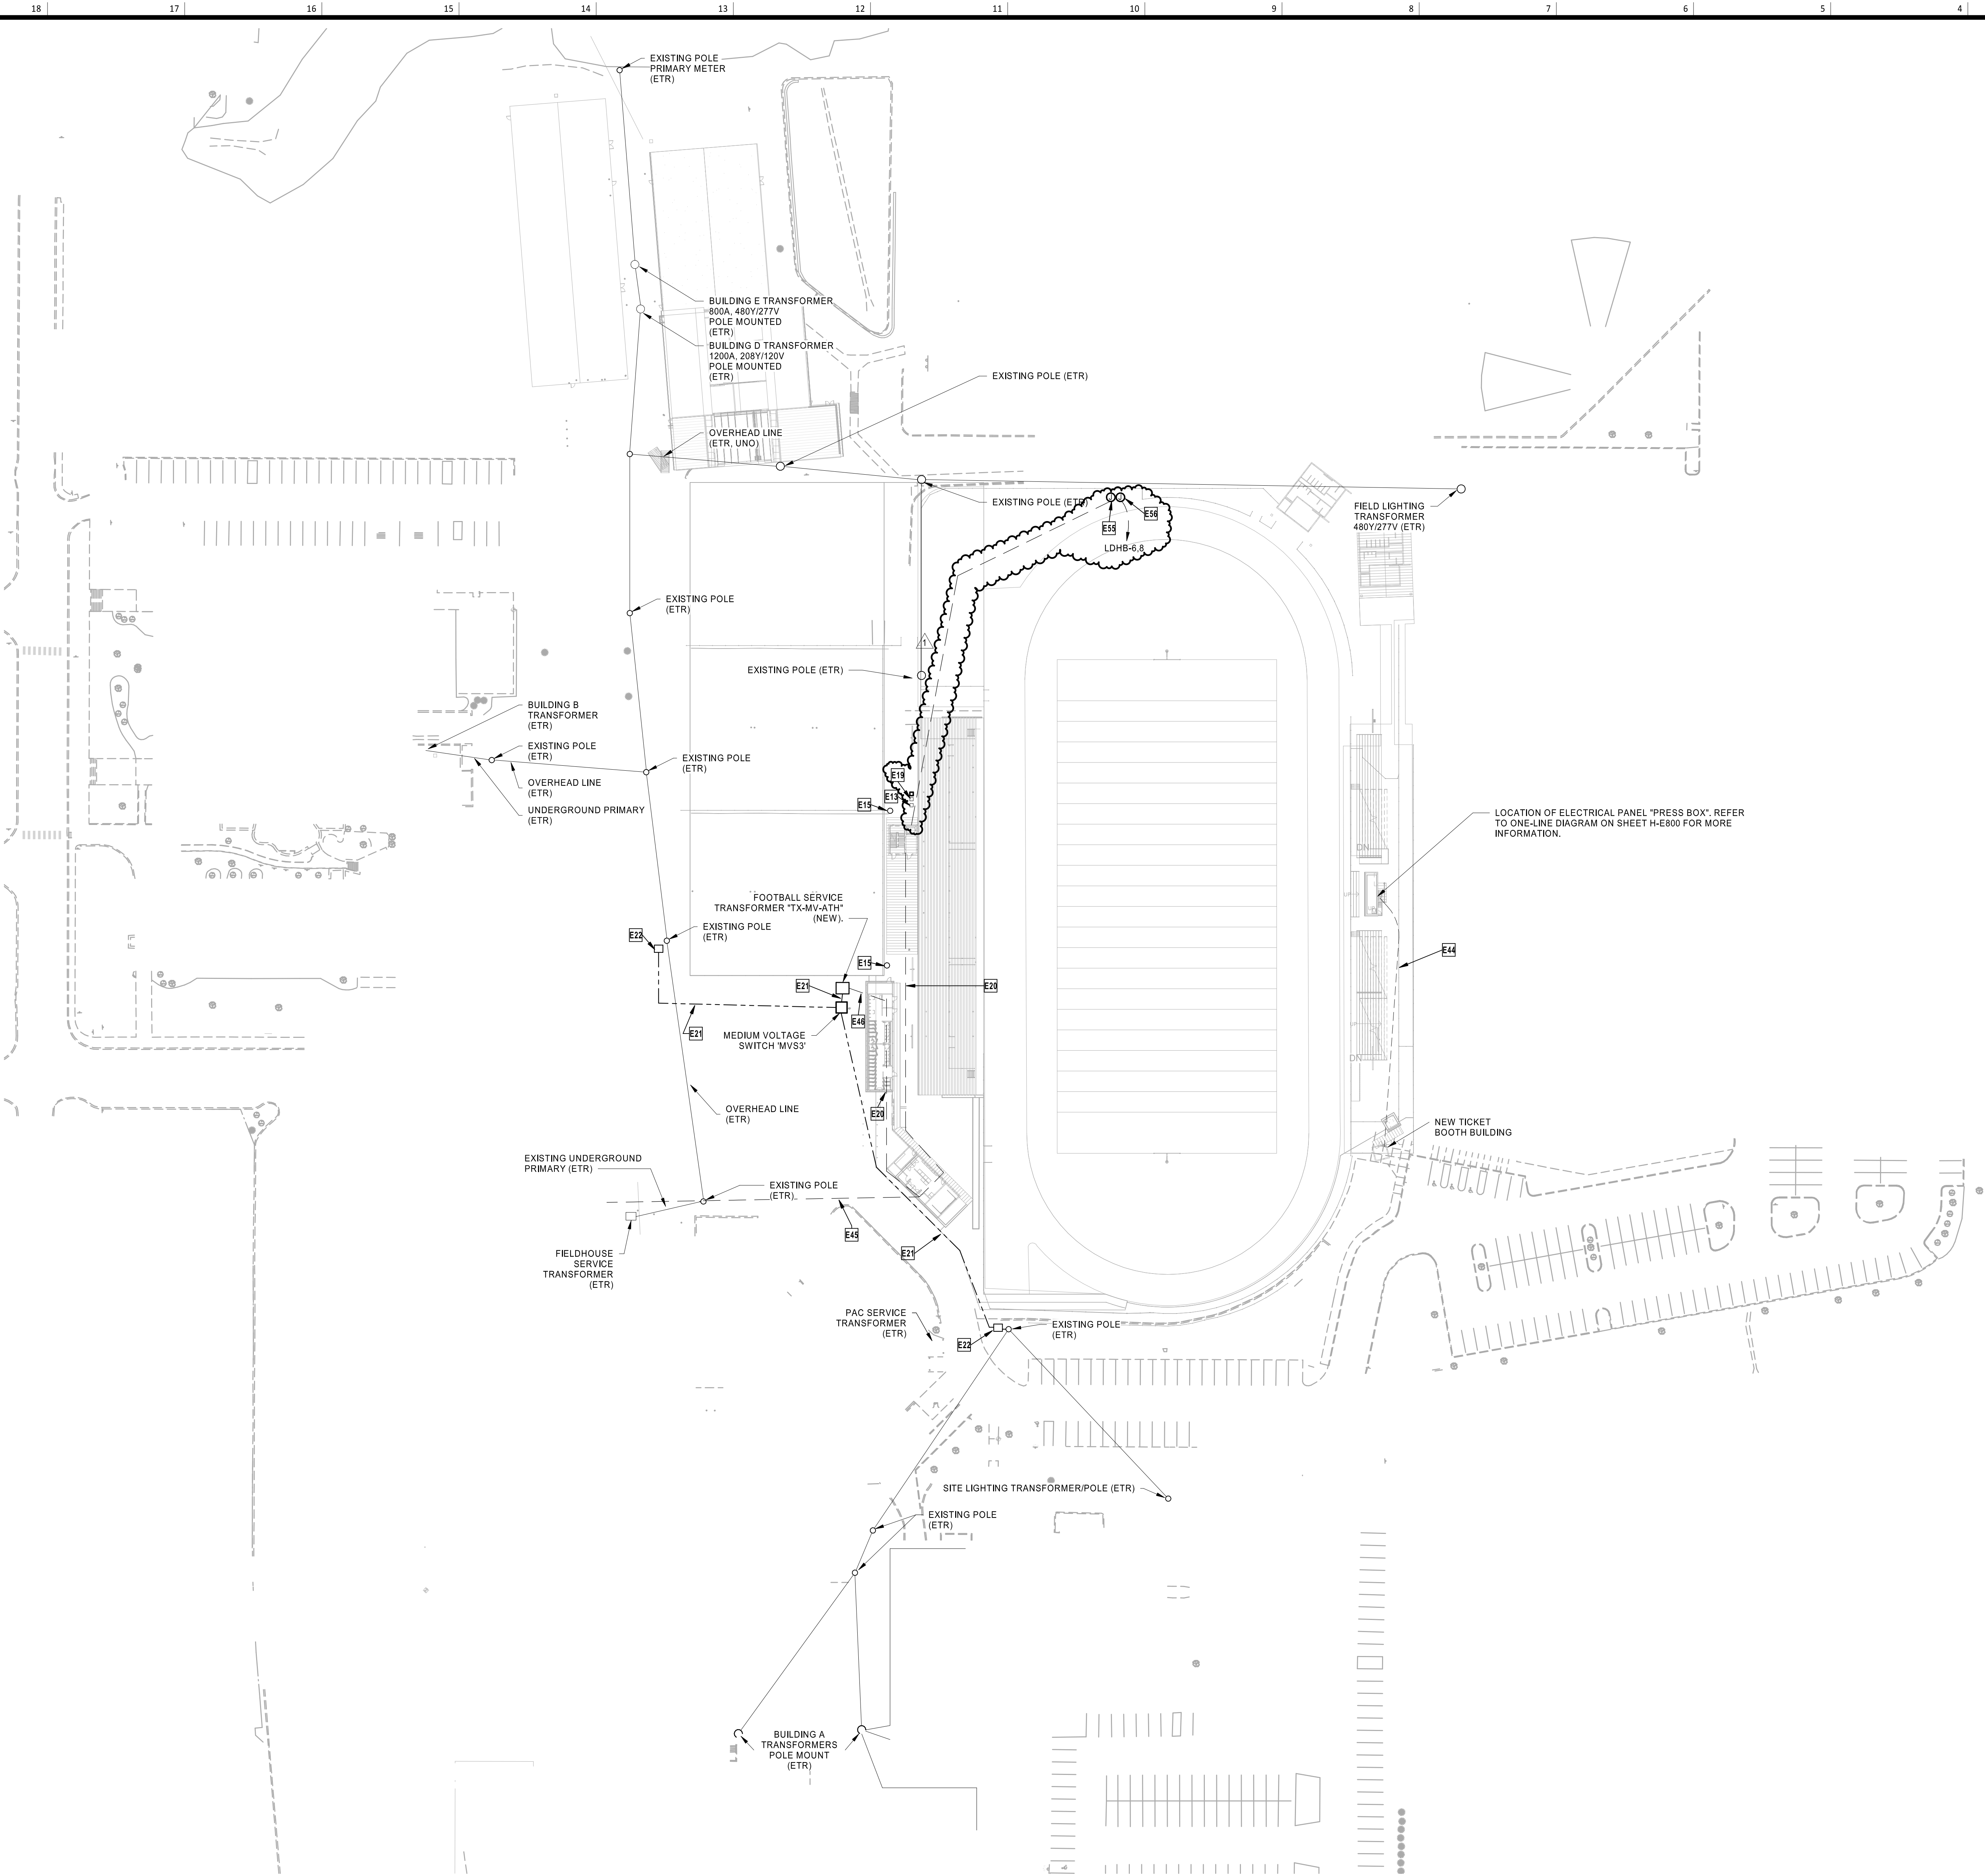 18 17 16 15 14 13 12 11 10 9 8 7 6 5 4
EXISTING POLE
PRIMARY METER
(ETR)
BUILDING E TRANSFORMER
800A, 480Y/277V
POLE MOUNTED
(ETR)
BUILDING D TRANSFORMER
1200A, 208Y/120V
POLE MOUNTED
(ETR)
EXISTING POLE (ETR)
OVERHEAD LINE
(ETR, UNO)
EXISTING POLE (ETR)
E55
E56
LDHB-6,8
FIELD LIGHTING
TRANSFORMER
480Y/277V (ETR)
EXISTING POLE
(ETR)
1
EXISTING POLE (ETR)
BUILDING B
TRANSFORMER
(ETR)
EXISTING POLE
(ETR)
OVERHEAD LINE
(ETR)
UNDERGROUND PRIMARY
(ETR)
EXISTING POLE
(ETR)
E19
E13
E15
LOCATION OF ELECTRICAL PANEL "PRESS BOX". REFER
TO ONE-LINE DIAGRAM ON SHEET H-E800 FOR MORE
INFORMATION.
DN
UP
FOOTBALL SERVICE
TRANSFORMER "TX-MV-ATH"
(NEW).
E22
EXISTING POLE
(ETR)
E44
E15
E21
E20
E46
E21
MEDIUM VOLTAGE
SWITCH 'MVS3'
UP
DN
OVERHEAD LINE
(ETR)
E20
NEW TICKET
BOOTH BUILDING
EXISTING UNDERGROUND
PRIMARY (ETR)
EXISTING POLE
(ETR)
E45
E21
FIELDHOUSE
SERVICE
TRANSFORMER
(ETR)
PAC SERVICE
TRANSFORMER
(ETR)
E22
EXISTING POLE
(ETR)
SITE LIGHTING TRANSFORMER/POLE (ETR)
EXISTING POLE
(ETR)
BUILDING A
TRANSFORMERS
POLE MOUNT
(ETR)